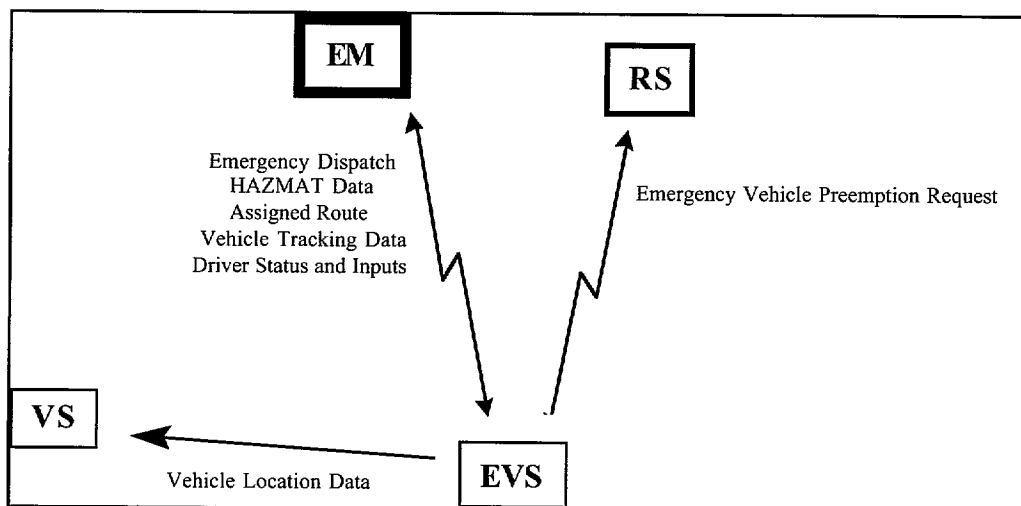 EM
RS
Emergency Dispatch
HAZMAT Data
Assigned Route
Vehicle Tracking Data
Driver Status and Inputs
Emergency Vehicle Preemption Request
VS
EVS
Vehicle Location Data